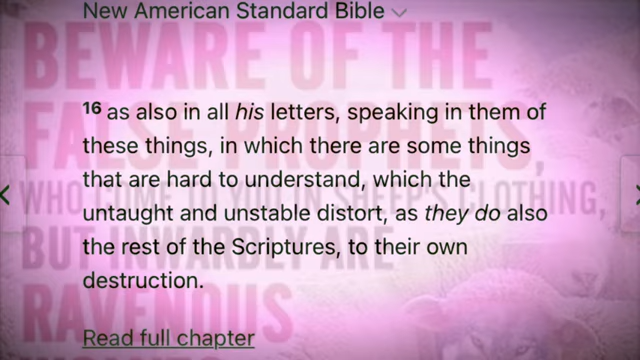 New American Standard Bible
BEWARE OF THE
FALSE PROPHETS,
16 as also in all his letters, speaking in them of
these things, in which there are some things
that are hard to understand, which the
untaught and unstable distort, as they do also
the rest of the Scriptures, to their own
destruction.
WHO COME TO YOU IN SHEEP'S CLOTHING,
BUT INWARDLY ARE
RAVENOUS
Read full chapter